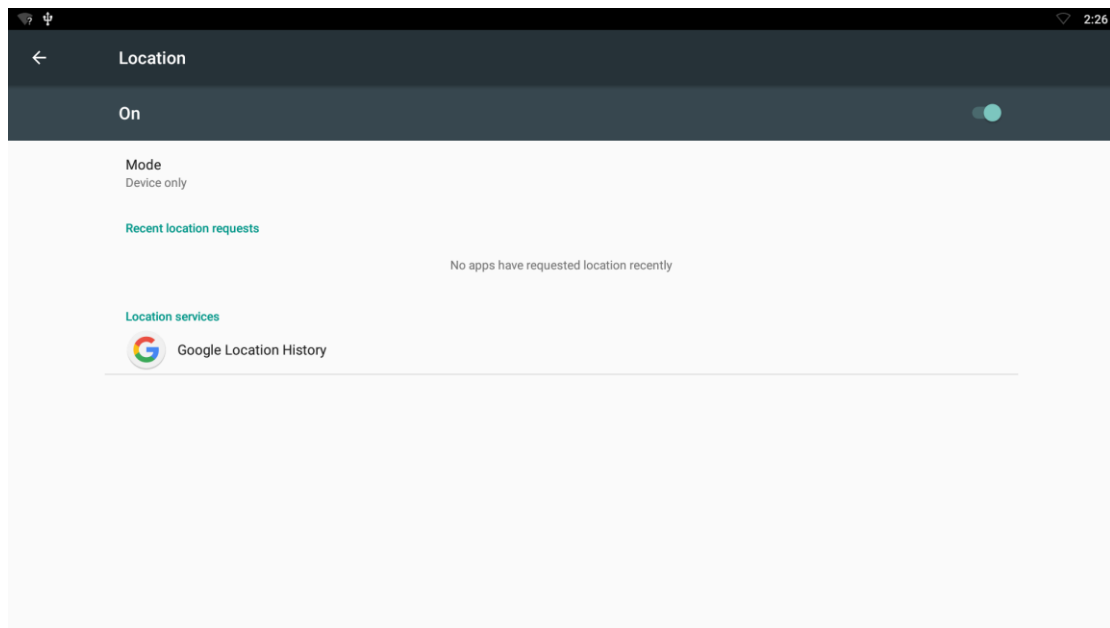 2:26
Location
On
Mode
Device only
Recent location requests
No apps have requested location recently
Location services
Google Location History